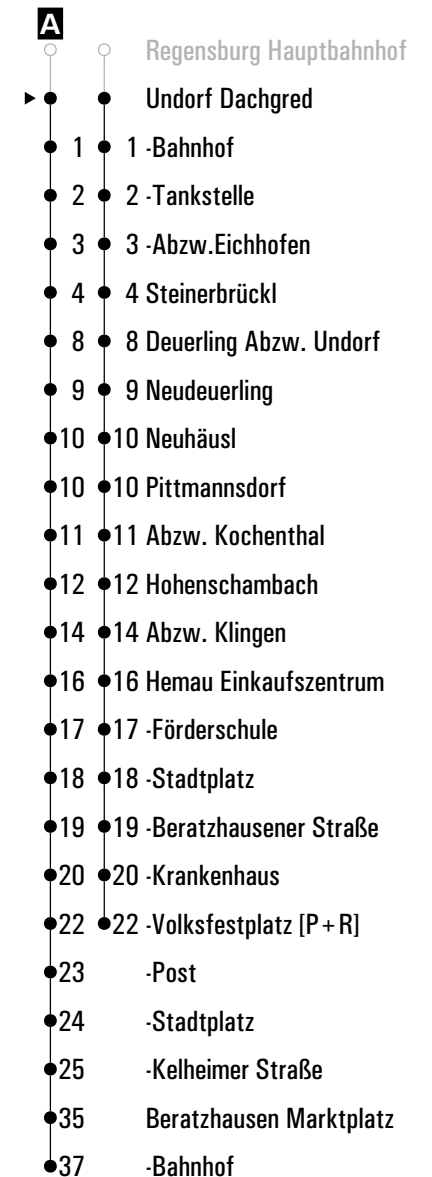 A
Regensburg Hauptbahnhof
Undorf Dachgred
1 1 -Bahnhof
2 2 -Tankstelle
3 3 -Abzw.Eichhofen
4 4 Steinerbrückl
8 8 Deuerling Abzw. Undorf
9 9 Neudeuerling
10 10 Neuhäusl
10 10 Pittmannsdorf
11 11 Abzw. Kochenthal
12 12 Hohenschambach
14 14 Abzw. Klingen
16 16 Hemau Einkaufszentrum
17 17 -Förderschule
18 18 -Stadtplatz
19 19 -Beratzhausener Straße
20 20 -Krankenhaus
22 22 -Volksfestplatz [P+R]
23 -Post
24 -Stadtplatz
25 -Kelheimer Straße
35 Beratzhausen Marktplatz
37 -Bahnhof